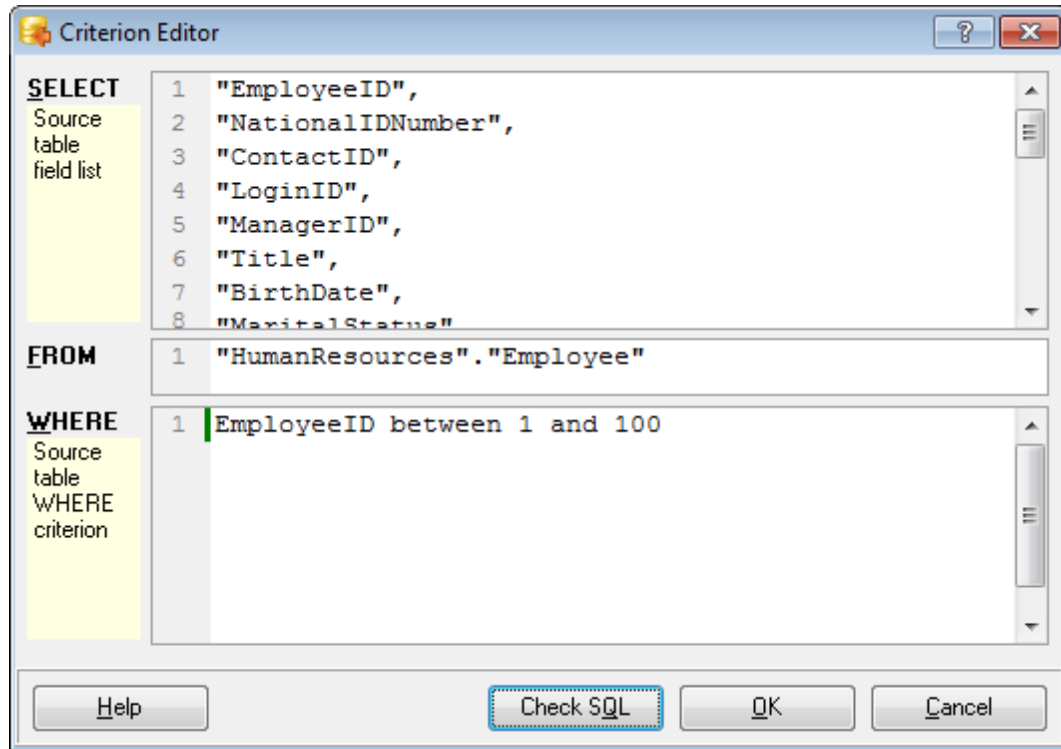 Criterion Editor
SELECT
Source
table
field list
1 "EmployeeID",
2 "NationalIDNumber",
3 "ContactID",
4 "LoginID",
5 "ManagerID",
6 "Title",
7 "BirthDate",
8 "MaritalStatus"
FROM
1 "HumanResources"."Employee"
WHERE
Source
table
WHERE
criterion
1 EmployeeID between 1 and 100
Help
Check SQL
OK
Cancel